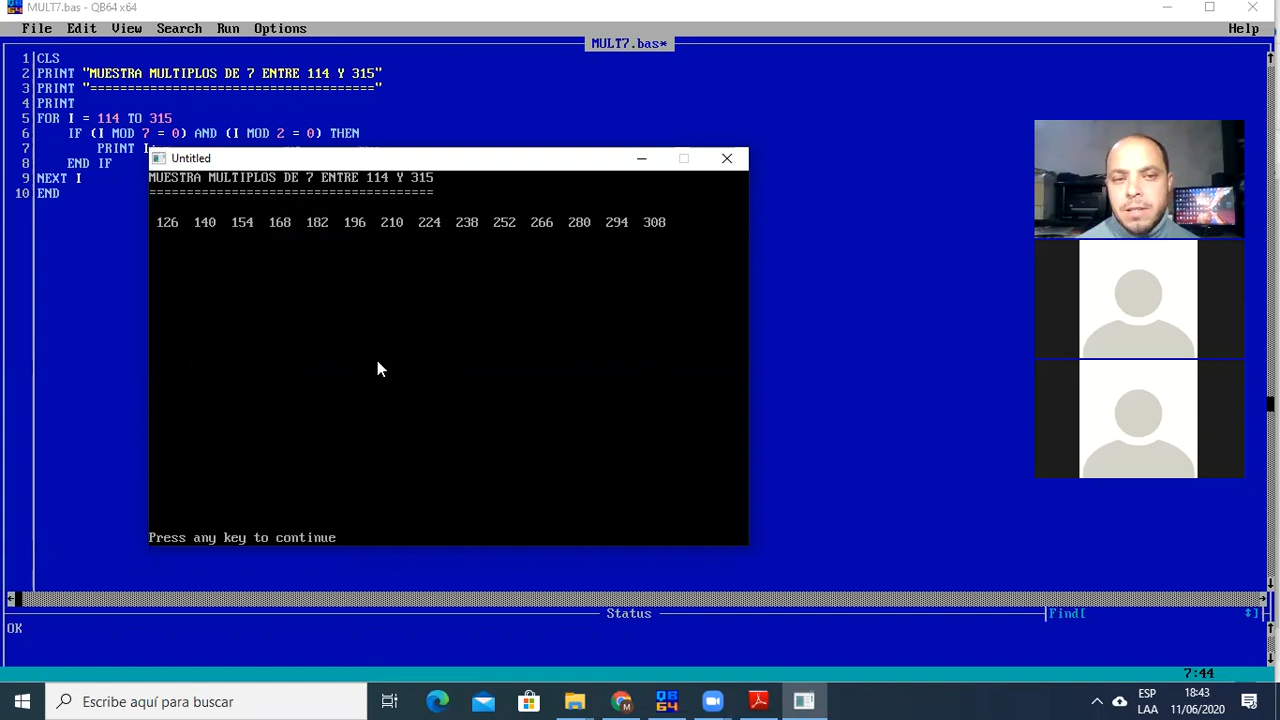 MULT7.bas - QB64 x64
File Edit View Search Run Options Help
MULT7.bas*
1 CLS
2 PRINT "MUESTRA MULTIPLOS DE 7 ENTRE 114 Y 315"
3 PRINT "======================================"
4 PRINT
5 FOR I = 114 TO 315
6 IF (I MOD 7 = 0) AND (I MOD 2 = 0) THEN
7 PRINT I
8 END IF
9 NEXT I
10 END
Untitled
MUESTRA MULTIPLOS DE 7 ENTRE 114 Y 315
======================================
126 140 154 168 182 196 210 224 238 252 266 280 294 308
Press any key to continue
Status
Find[
OK
7:44
Escribe aquí para buscar
QB
64
ESP
LAA
18:43
11/06/2020